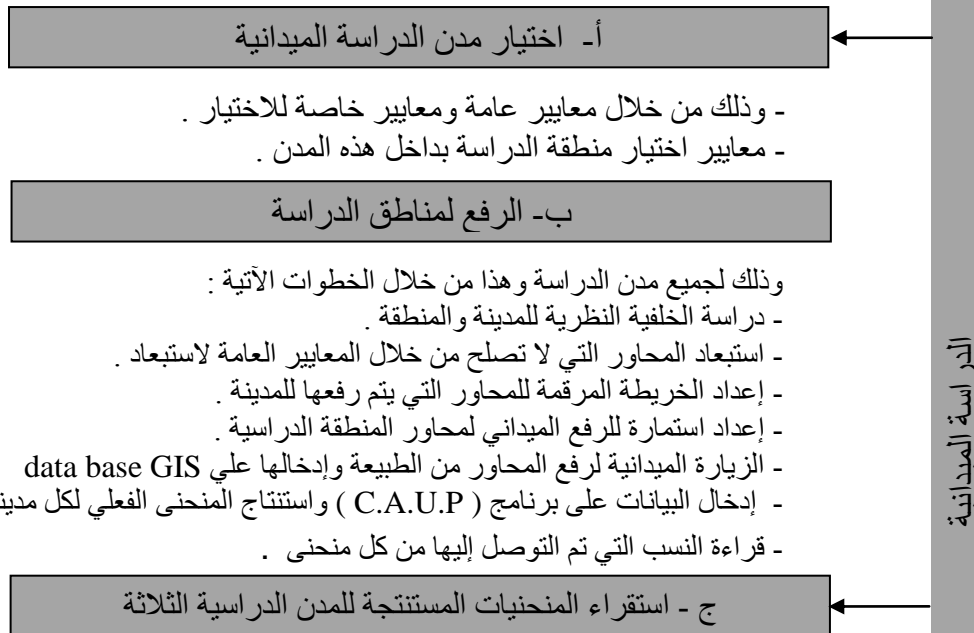 أ- اختيار مدن الدراسة الميدانية
- وذلك من خلال معايير عامة ومعايير خاصة للاختيار .
- معايير اختيار منطقة الدراسة بداخل هذه المدن .
ب- الرفع لمناطق الدراسة
وذلك لجميع مدن الدراسة وهذا من خلال الخطوات الآتية :
- دراسة الخلفية النظرية للمدينة والمنطقة .
- استبعاد المحاور التي لا تصلح من خلال المعايير العامة لاستبعاد .
- إعداد الخريطة المرقمة للمحاور التي يتم رفعها للمدينة .
- إعداد استمارة للرفع الميداني لمحاور المنطقة الدراسية .
- الزيارة الميدانية لرفع المحاور من الطبيعة وإدخالها علي data base GIS
- إدخال البيانات على برنامج ( C.A.U.P ) واستنتاج المنحنى الفعلي لكل
- قراءة النسب التي تم التوصل إليها من كل منحنى .
ج - استقراء المنحنيات المستنتجة للمدن الدراسية الثلاثة
الدراسة الميدانية